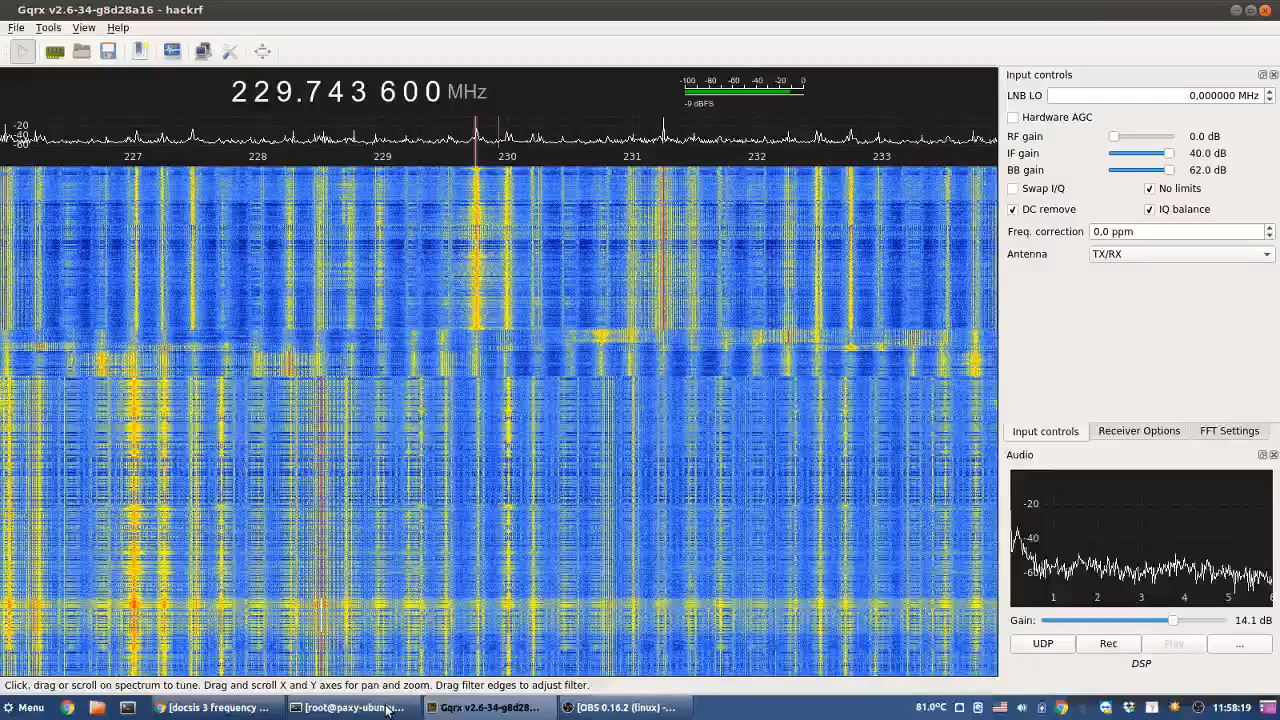 Gqrx v2.6-34-g8d28a16 - hackrf
File Tools View Help
229.743 600 MHz
-100 -80 -60 -40 -20 0
-9 dBFS
-20
-40
-60
227 228 229 230 231 232 233
Input controls
LNB LO 0,000000 MHz
Hardware AGC
RF gain 0.0 dB
IF gain 40.0 dB
BB gain 62.0 dB
Swap I/Q No limits
DC remove IQ balance
Freq. correction 0,0 ppm
Antenna TX/RX
Input controls Receiver Options FFT Settings
Audio
-20
-40
1 2 3 4 5
Gain: 14.1 dB
UDP Rec Play ...
DSP
Click, drag or scroll on spectrum to tune. Drag and scroll X and Y axes for pan and zoom. Drag filter edges to adjust filter.
Menu [docsis 3 frequency ... [root@paxy-ubuntu... Gqrx v2.6-34-g8d28... [OBS 0.16.2 (linux) -... 81.0°C 11:58:19